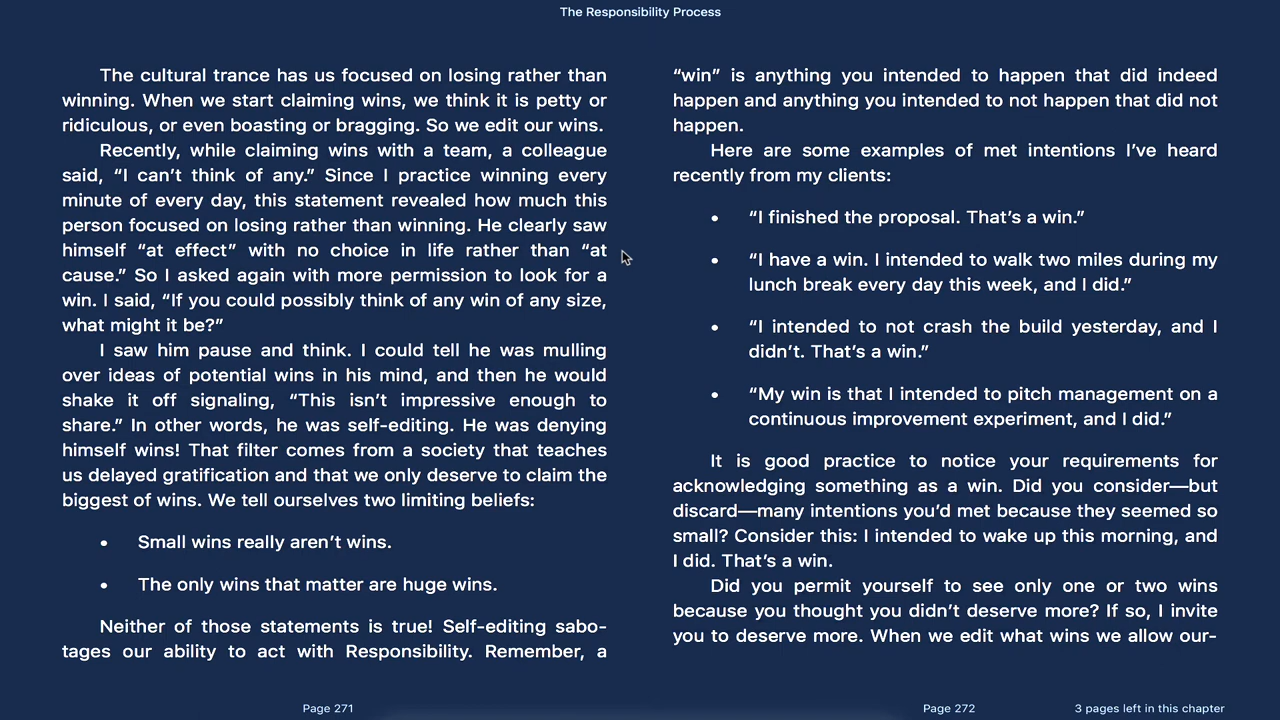 The Responsibility Process
The cultural trance has us focused on losing rather than
winning. When we start claiming wins, we think it is petty or
ridiculous, or even boasting or bragging. So we edit our wins.
Recently, while claiming wins with a team, a colleague
said, “I can’t think of any.” Since I practice winning every
minute of every day, this statement revealed how much this
person focused on losing rather than winning. He clearly saw
himself “at effect” with no choice in life rather than “at
cause.” So I asked again with more permission to look for a
win. I said, “If you could possibly think of any win of any size,
what might it be?”
I saw him pause and think. I could tell he was mulling
over ideas of potential wins in his mind, and then he would
shake it off signaling, “This isn’t impressive enough to
share.” In other words, he was self-editing. He was denying
himself wins! That filter comes from a society that teaches
us delayed gratification and that we only deserve to claim the
biggest of wins. We tell ourselves two limiting beliefs:
• Small wins really aren’t wins.
• The only wins that matter are huge wins.
Neither of those statements is true! Self-editing sabo-
tages our ability to act with Responsibility. Remember, a
“win” is anything you intended to happen that did indeed
happen and anything you intended to not happen that did not
happen.
Here are some examples of met intentions I’ve heard
recently from my clients:
• “I finished the proposal. That’s a win.”
• “I have a win. I intended to walk two miles during my
lunch break every day this week, and I did.”
• “I intended to not crash the build yesterday, and I
didn’t. That’s a win.”
• “My win is that I intended to pitch management on a
continuous improvement experiment, and I did.”
It is good practice to notice your requirements for
acknowledging something as a win. Did you consider—but
discard—many intentions you’d met because they seemed so
small? Consider this: I intended to wake up this morning, and
I did. That’s a win.
Did you permit yourself to see only one or two wins
because you thought you didn’t deserve more? If so, I invite
you to deserve more. When we edit what wins we allow our-
Page 271
Page 272
3 pages left in this chapter